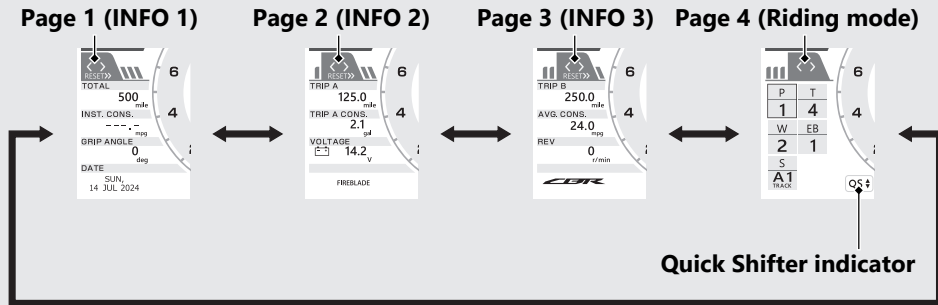 Page 1 (INFO 1)
Page 2 (INFO 2)
Page 3 (INFO 3)
Page 4 (Riding mode)
RESET
6
4
TOTAL
500
mile
INST. CONS.
---.-
mpg
GRIP ANGLE
0
deg
DATE
SUN,
14 JUL 2024
RESET
6
4
TRIP A
125.0
mile
TRIP A CONS.
2.1
gal
VOLTAGE
14.2 V
FIREBLADE
RESET
6
4
TRIP B
250.0
mile
AVG. CONS.
24.0
mpg
REV
0
r/min
CBR
6
4
P T
1 4
W EB
2 1
S
A1
TRACK
QS
Quick Shifter indicator